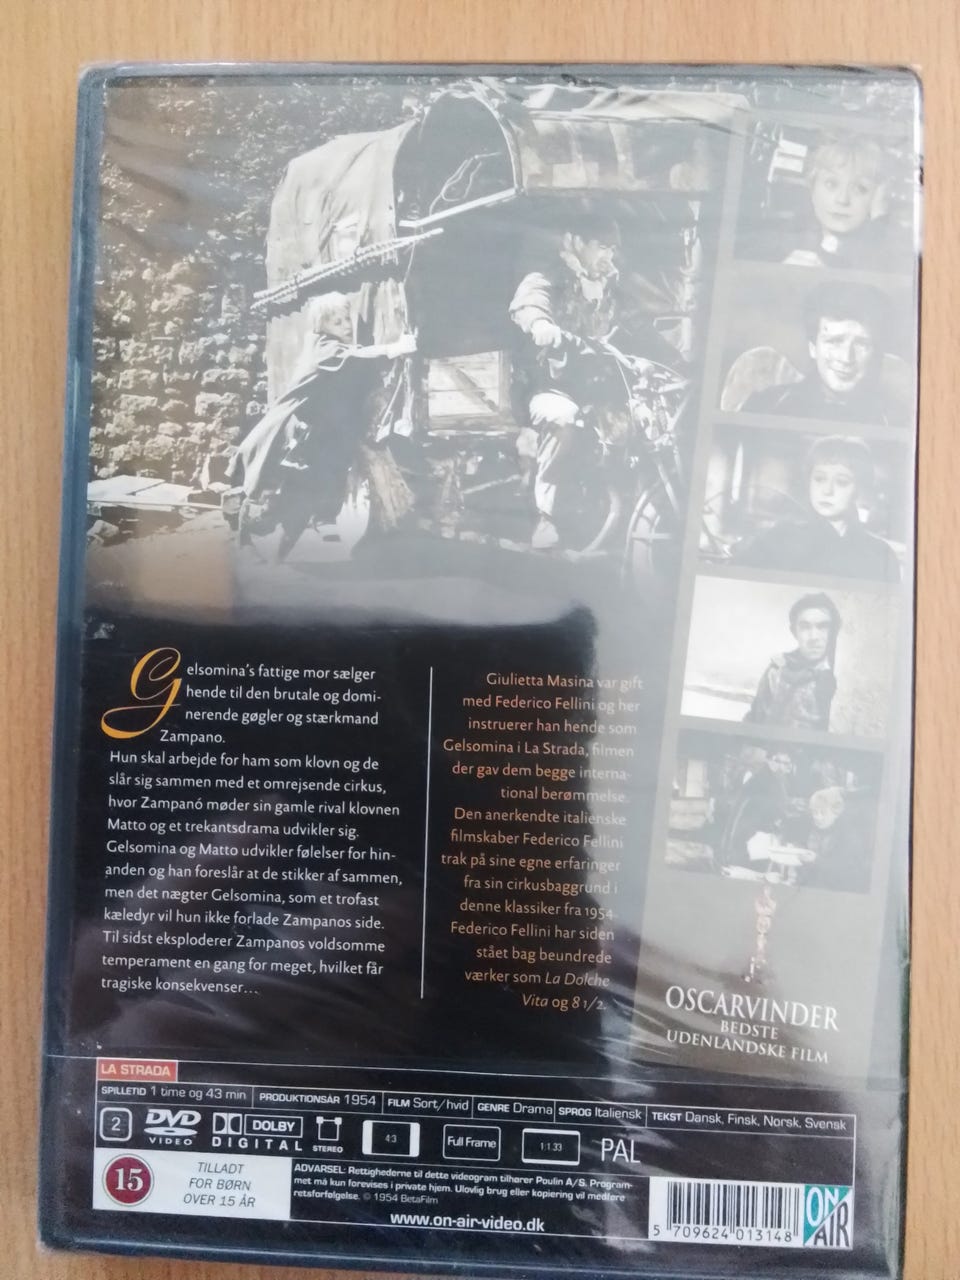 Gelsomina's fattige mor sælger
hende til den brutale og domi-
nerende gøgler og stærkmand
Zampano.
Hun skal arbejde for ham som klovn og de
slår sig sammen med et omrejsende cirkus,
hvor Zampanó møder sin gamle rival klovnen
Matto og et trekantsdrama udvikler sig.
Gelsomina og Matto udvikler følelser for hin-
anden og han foreslår at de stikker af sammen,
men det nægter Gelsomina, som et trofast
kæledyr vil hun ikke forlade Zampanos side.
Til sidst eksploderer Zampanos voldsomme
temperament en gang for meget, hvilket får
tragiske konsekvenser...
Giulietta Masina var gift
med Federico Fellini og her
instruerer han hende som
Gelsomina i La Strada, filmen
der gav dem begge interna-
tional berømmelse.
Den anerkendte italienske
filmskaber Federico Fellini
trak på sine egne erfaringer
fra sin cirkusbaggrund i
denne klassiker fra 1954.
Federico Fellini har siden
stået bag beundrede
værker som La Dolche
Vita og 8 1/2.
OSCARVINDER
BEDSTE
UDENLANDSKE FILM
LA STRADA
SPILLETID 1 time og 43 min PRODUKTIONSÅR 1954 FILM Sort/hvid GENRE Drama SPROG Italiensk TEKST Dansk, Finsk, Norsk, Svensk
2 DVD VIDEO DOLBY DIGITAL STEREO 4:3 Full Frame 1:1.33 PAL
15 TILLADT
FOR BØRN
OVER 15 ÅR
ADVARSEL: Rettighederne til dette videogram tilhører Poulin A/S. Program-
met må kun forevises i private hjem. Ulovlig brug eller kopiering vil medføre
retsforfølgelse. © 1954 BetaFilm
www.on-air-video.dk
5 709624 013148
ON AIR